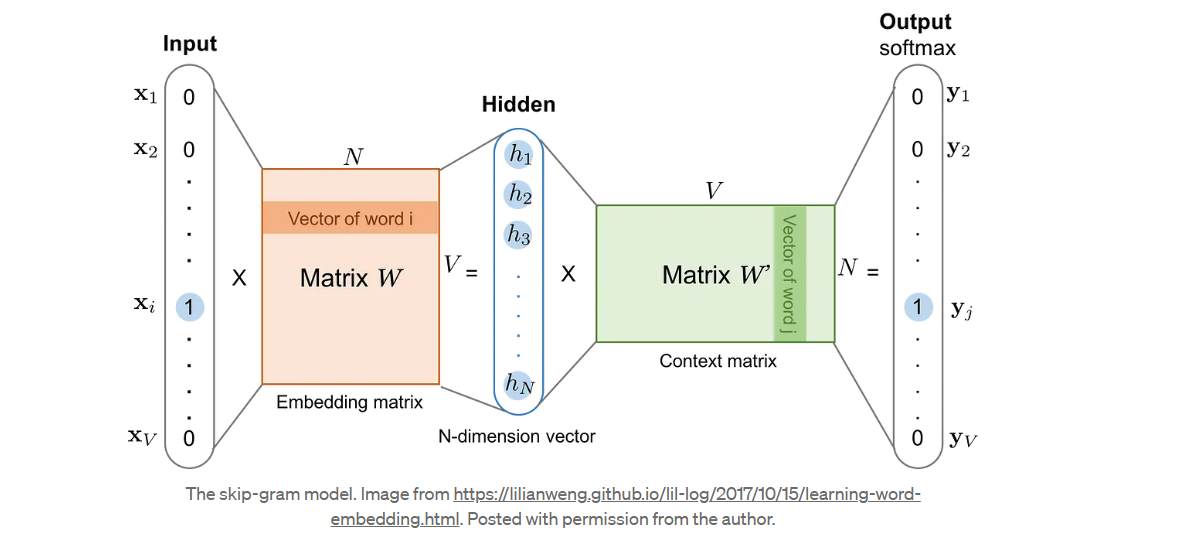 Input
x₁ 0
x₂ 0
xᵢ 1
x_V 0
X
N
Vector of word i
Matrix W
V =
Embedding matrix
Hidden
h₁
h₂
h₃
h_N
N-dimension vector
X
V
Matrix W’
Vector of word j
N =
Context matrix
Output
softmax
0 y₁
0 y₂
1 yⱼ
0 y_V
The skip-gram model. Image from https://lilianweng.github.io/lil-log/2017/10/15/learning-word-
embedding.html. Posted with permission from the author.